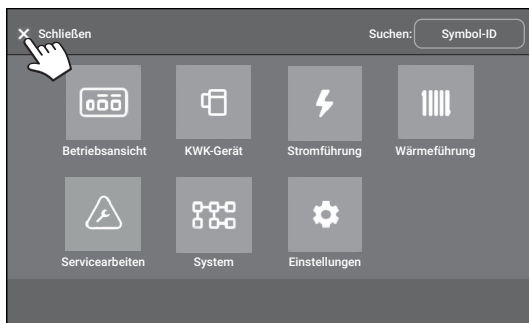 Schließen
Suchen: Symbol-ID
Betriebsansicht KWK-Gerät Stromführung Wärmeführung
Servicearbeiten System Einstellungen